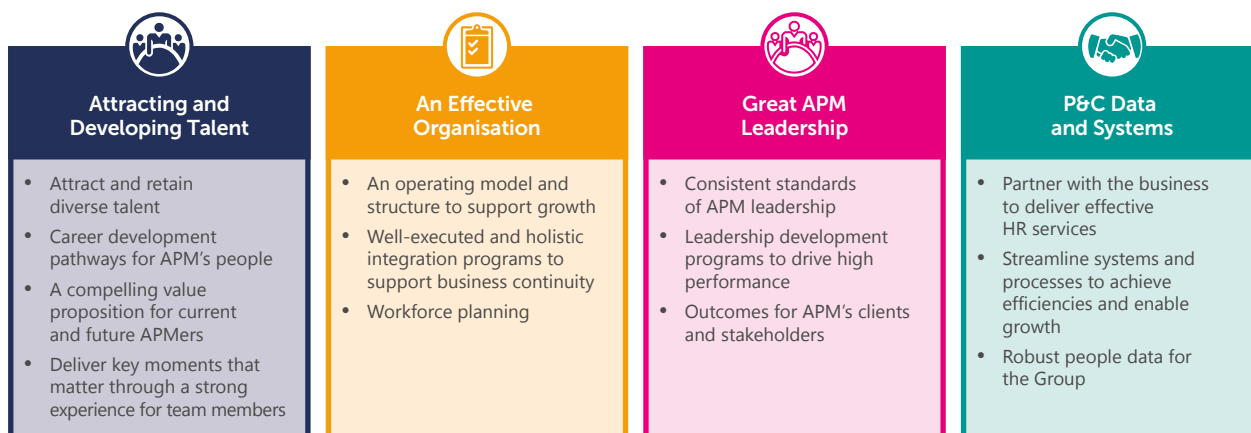 Attracting and
Developing Talent
• Attract and retain
diverse talent
• Career development
pathways for APM's people
• A compelling value
proposition for current
and future APMers
• Deliver key moments that
matter through a strong
experience for team members
An Effective
Organisation
• An operating model and
structure to support growth
• Well-executed and holistic
integration programs to
support business continuity
• Workforce planning
Great APM
Leadership
• Consistent standards
of APM leadership
• Leadership development
programs to drive high
performance
• Outcomes for APM's clients
and stakeholders
P&C Data
and Systems
• Partner with the business
to deliver effective
HR services
• Streamline systems and
processes to achieve
efficiencies and enable
growth
• Robust people data for
the Group